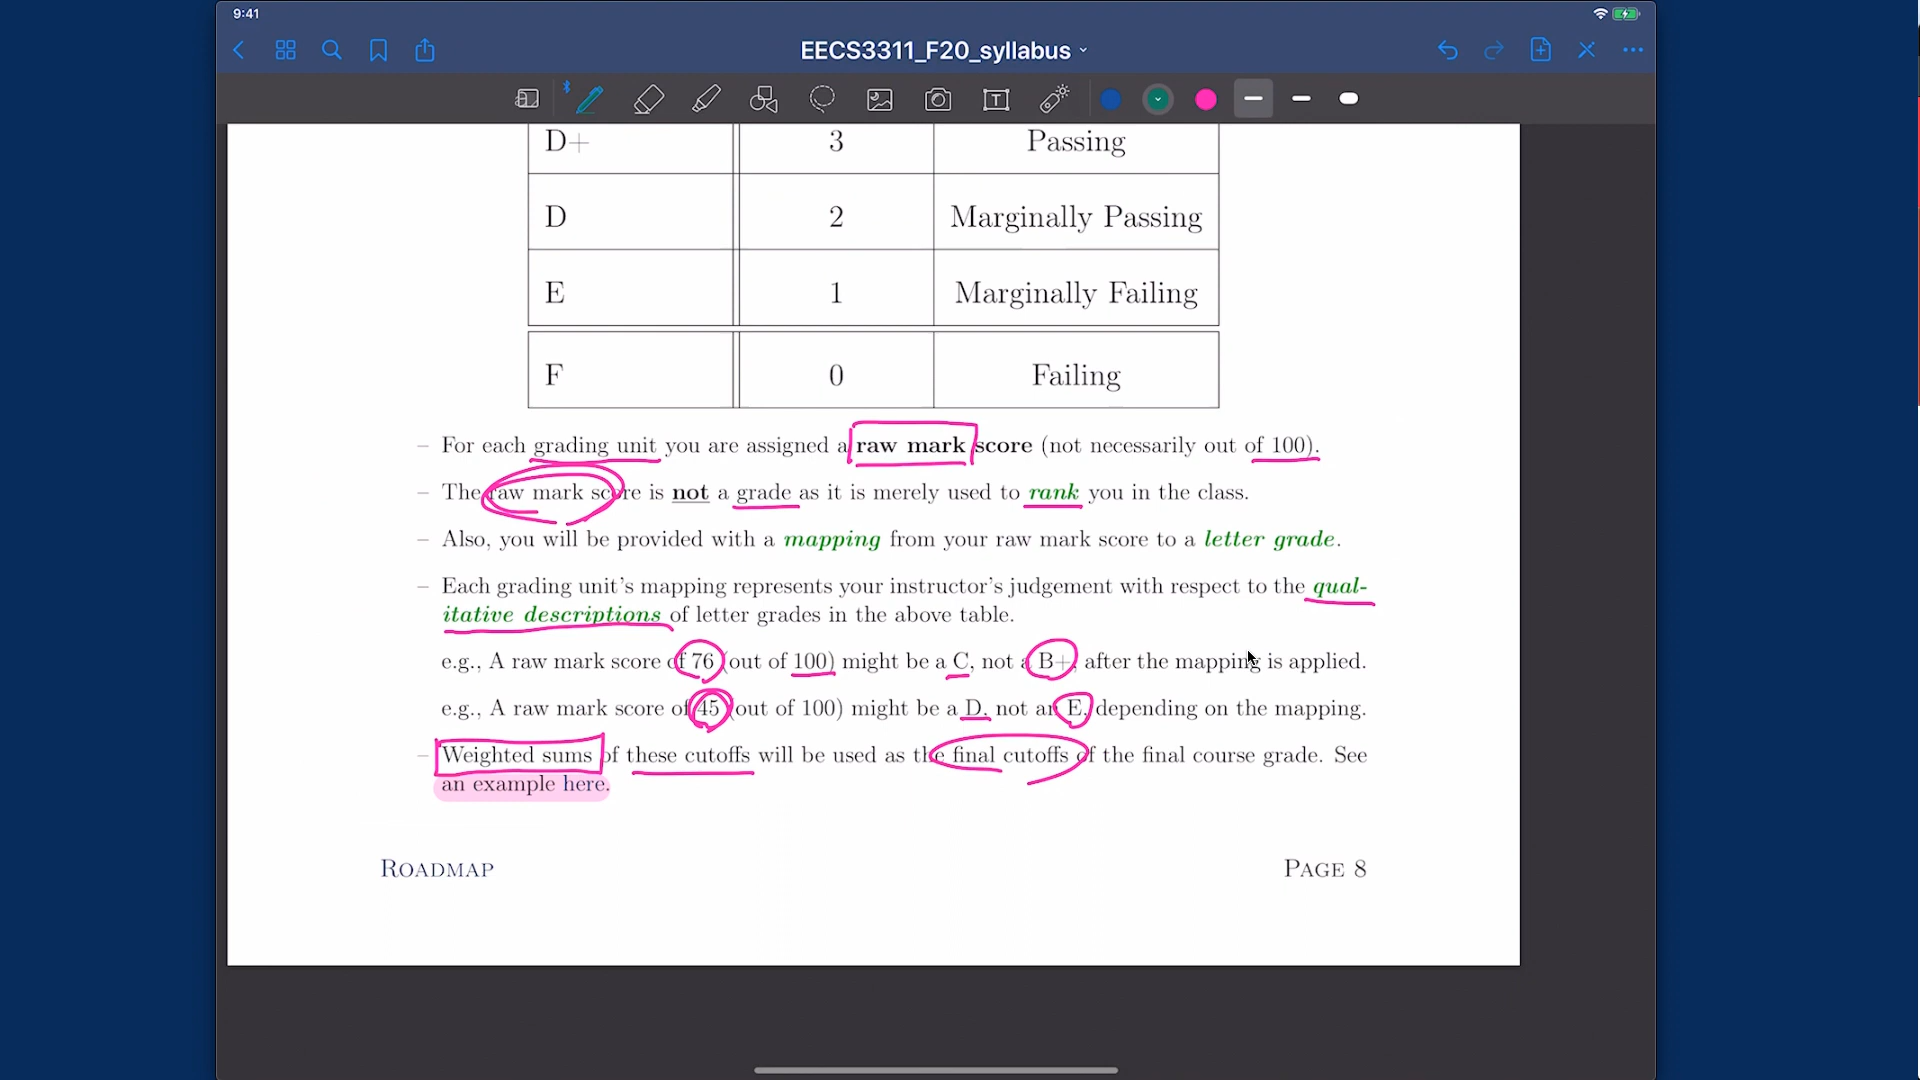 9:41
EECS3311_F20_syllabus
D+ 3 Passing
D 2 Marginally Passing
E 1 Marginally Failing
F 0 Failing
– For each grading unit you are assigned a raw mark score (not necessarily out of 100).
– The raw mark score is not a grade as it is merely used to rank you in the class.
– Also, you will be provided with a mapping from your raw mark score to a letter grade.
– Each grading unit's mapping represents your instructor's judgement with respect to the qual-
itative descriptions of letter grades in the above table.
e.g., A raw mark score of 76 (out of 100) might be a C, not a B+, after the mapping is applied.
e.g., A raw mark score of 45 (out of 100) might be a D, not an E, depending on the mapping.
– Weighted sums of these cutoffs will be used as the final cutoffs of the final course grade. See
an example here.
ROADMAP PAGE 8